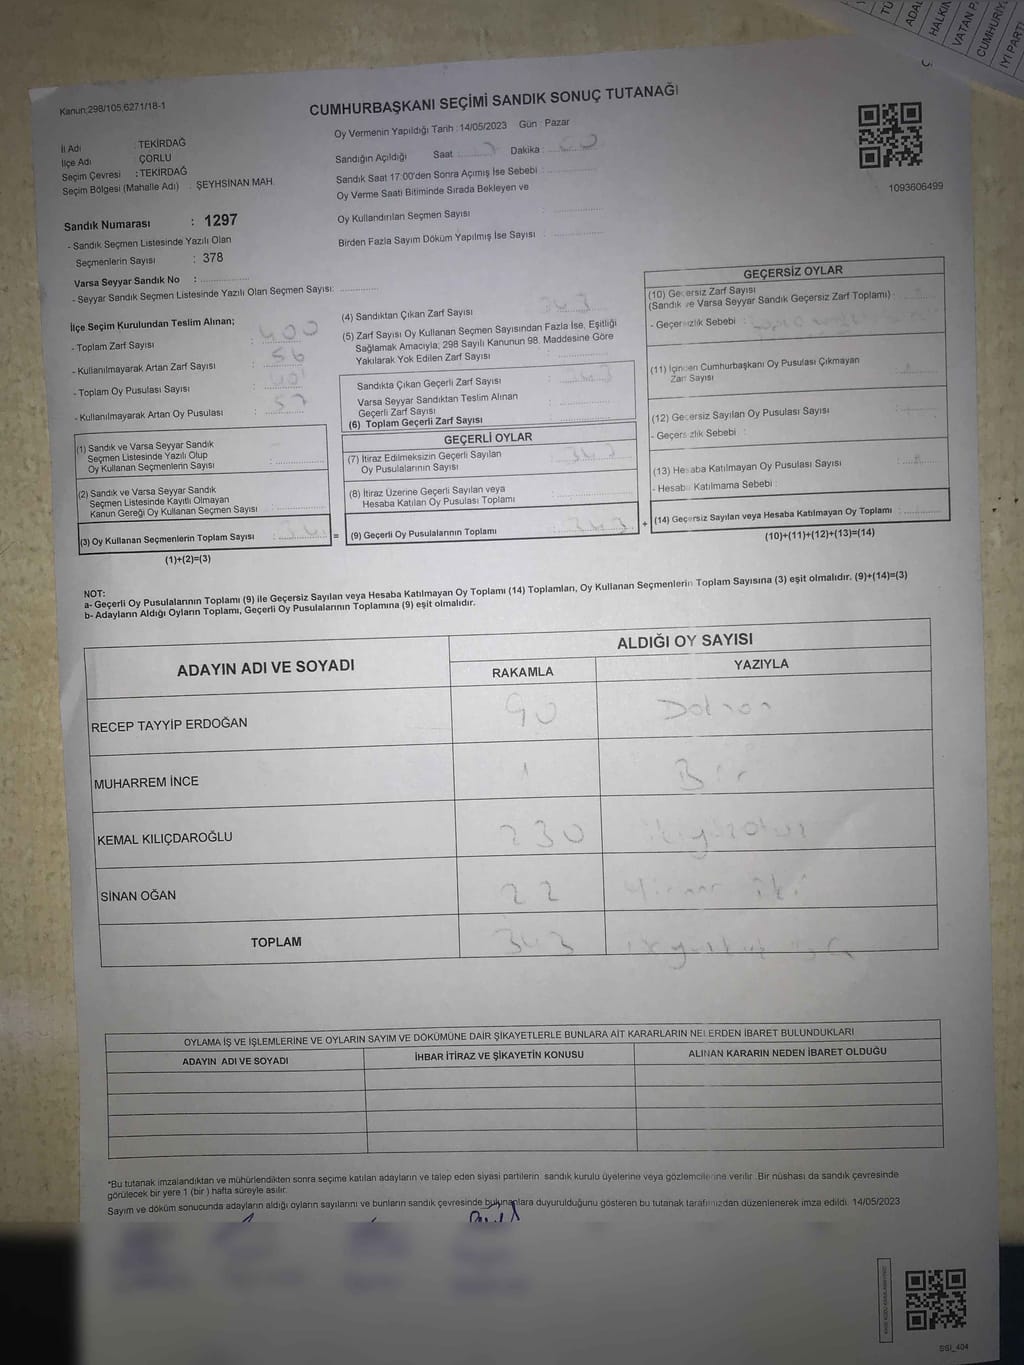 TÜ
ADAL
HALKIN
VATAN P
CUMHURİY
İYİ PARTİ
Kanun:298/105,6271/18-1
CUMHURBAŞKANI SEÇİMİ SANDIK SONUÇ TUTANAĞI
İl Adı : TEKİRDAĞ
İlçe Adı : ÇORLU
Seçim Çevresi : TEKİRDAĞ
Seçim Bölgesi (Mahalle Adı) : ŞEYHSİNAN MAH.
Oy Vermenin Yapıldığı Tarih : 14/05/2023 Gün : Pazar
Sandığın Açıldığı Saat : Dakika :
Sandık Saat 17:00'den Sonra Açımış İse Sebebi :
Oy Verme Saati Bitiminde Sırada Bekleyen ve
Oy Kullandırılan Seçmen Sayısı :
Birden Fazla Sayım Döküm Yapılmış İse Sayısı :
1093606499
Sandık Numarası : 1297
- Sandık Seçmen Listesinde Yazılı Olan
Seçmenlerin Sayısı : 378
Varsa Seyyar Sandık No :
- Seyyar Sandık Seçmen Listesinde Yazılı Olan Seçmen Sayısı:
İlçe Seçim Kurulundan Teslim Alınan;
- Toplam Zarf Sayısı : 400
- Kullanılmayarak Artan Zarf Sayısı : 56
- Toplam Oy Pusulası Sayısı :
- Kullanılmayarak Artan Oy Pusulası : 57
(1) Sandık ve Varsa Seyyar Sandık
Seçmen Listesinde Yazılı Olup
Oy Kullanan Seçmenlerin Sayısı :
(2) Sandık ve Varsa Seyyar Sandık
Seçmen Listesinde Kayıtlı Olmayan
Kanun Gereği Oy Kullanan Seçmen Sayısı :
(3) Oy Kullanan Seçmenlerin Toplam Sayısı :
(1)+(2)=(3)
=
(4) Sandıktan Çıkan Zarf Sayısı : 343
(5) Zarf Sayısı Oy Kullanan Seçmen Sayısından Fazla İse, Eşitliği
Sağlamak Amacıyla, 298 Sayılı Kanunun 98. Maddesine Göre
Yakılarak Yok Edilen Zarf Sayısı :
Sandıkta Çıkan Geçerli Zarf Sayısı : 343
Varsa Seyyar Sandıktan Teslim Alınan
Geçerli Zarf Sayısı :
(6) Toplam Geçerli Zarf Sayısı :
GEÇERLİ OYLAR
(7) İtiraz Edilmeksizin Geçerli Sayılan
Oy Pusulalarının Sayısı : 343
(8) İtiraz Üzerine Geçerli Sayılan veya
Hesaba Katılan Oy Pusulası Toplamı :
(9) Geçerli Oy Pusulalarının Toplamı : 343
+
GEÇERSİZ OYLAR
(10) Geçersiz Zarf Sayısı
(Sandık ve Varsa Seyyar Sandık Geçersiz Zarf Toplamı) :
- Geçersizlik Sebebi :
(11) İçinden Cumhurbaşkanı Oy Pusulası Çıkmayan
Zarf Sayısı :
(12) Geçersiz Sayılan Oy Pusulası Sayısı :
- Geçersizlik Sebebi :
(13) Hesaba Katılmayan Oy Pusulası Sayısı :
- Hesaba Katılmama Sebebi :
(14) Geçersiz Sayılan veya Hesaba Katılmayan Oy Toplamı :
(10)+(11)+(12)+(13)=(14)
NOT:
a- Geçerli Oy Pusulalarının Toplamı (9) ile Geçersiz Sayılan veya Hesaba Katılmayan Oy Toplamı (14) Toplamları, Oy Kullanan Seçmenlerin Toplam Sayısına (3) eşit olmalıdır. (9)+(14)=(3)
b- Adayların Aldığı Oyların Toplamı, Geçerli Oy Pusulalarının Toplamına (9) eşit olmalıdır.
ADAYIN ADI VE SOYADI
ALDIĞI OY SAYISI
RAKAMLA YAZIYLA
RECEP TAYYİP ERDOĞAN 90 Doksan
MUHARREM İNCE 1 Bir
KEMAL KILIÇDAROĞLU 230 ikiyüzotuz
SİNAN OĞAN 22 Yirmi iki
TOPLAM 343
OYLAMA İŞ VE İŞLEMLERİNE VE OYLARIN SAYIM VE DÖKÜMÜNE DAİR ŞİKAYETLERLE BUNLARA AİT KARARLARIN NELERDEN İBARET BULUNDUKLARI
ADAYIN ADI VE SOYADI İHBAR İTİRAZ VE ŞİKAYETİN KONUSU ALINAN KARARIN NEDEN İBARET OLDUĞU
*Bu tutanak imzalandıktan ve mühürlendikten sonra seçime katılan adayların ve talep eden siyasi partilerin sandık kurulu üyelerine veya gözlemcilerine verilir. Bir nüshası da sandık çevresinde
görülecek bir yere 1 (bir ) hafta süreyle asılır.
Sayım ve döküm sonucunda adayların aldığı oyların sayılarını ve bunların sandık çevresinde bulunanlara duyurulduğunu gösteren bu tutanak tarafımızdan düzenlenerek imza edildi. 14/05/2023
SSI_404